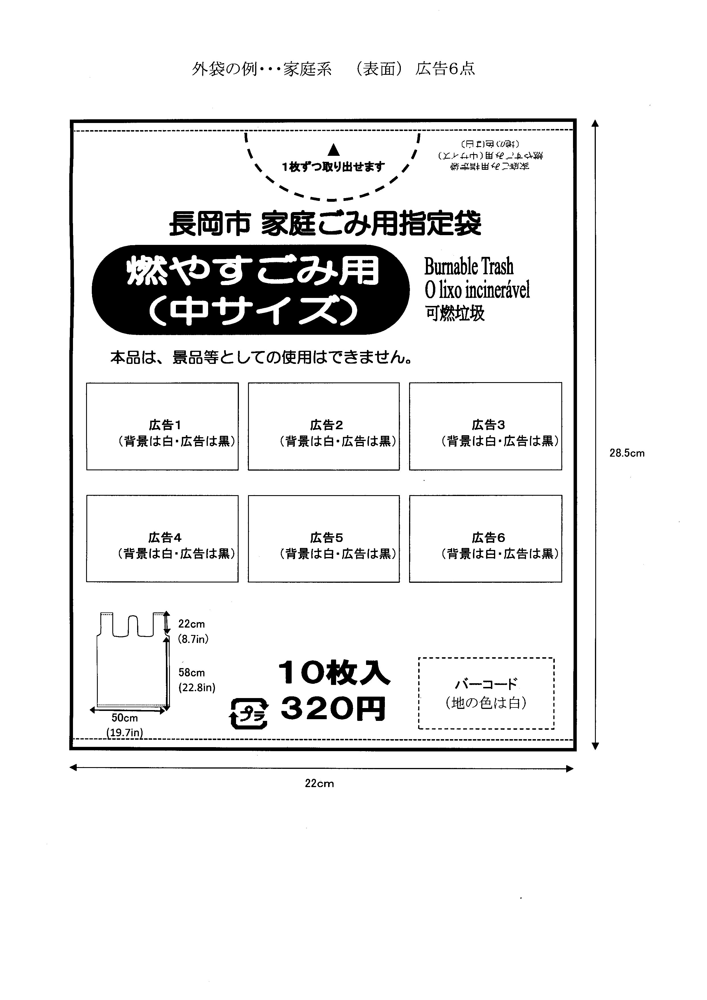 外袋の例・・・家庭系　（表面）　広告6点
▲
1枚ずつ取り出せます
家庭ごみ用指定袋
燃やすごみ用(中サイズ)
(地の色は白)
長岡市 家庭ごみ用指定袋
燃やすごみ用
（中サイズ）
Burnable Trash
O lixo incinerável
可燃垃圾
本品は、景品等としての使用はできません。
広告1
（背景は白・広告は黒）
広告2
（背景は白・広告は黒）
広告3
（背景は白・広告は黒）
28.5cm
広告4
（背景は白・広告は黒）
広告5
（背景は白・広告は黒）
広告6
（背景は白・広告は黒）
22cm
(8.7in)
58cm
(22.8in)
50cm
(19.7in)
プラ
10枚入
320円
バーコード
（地の色は白）
22cm